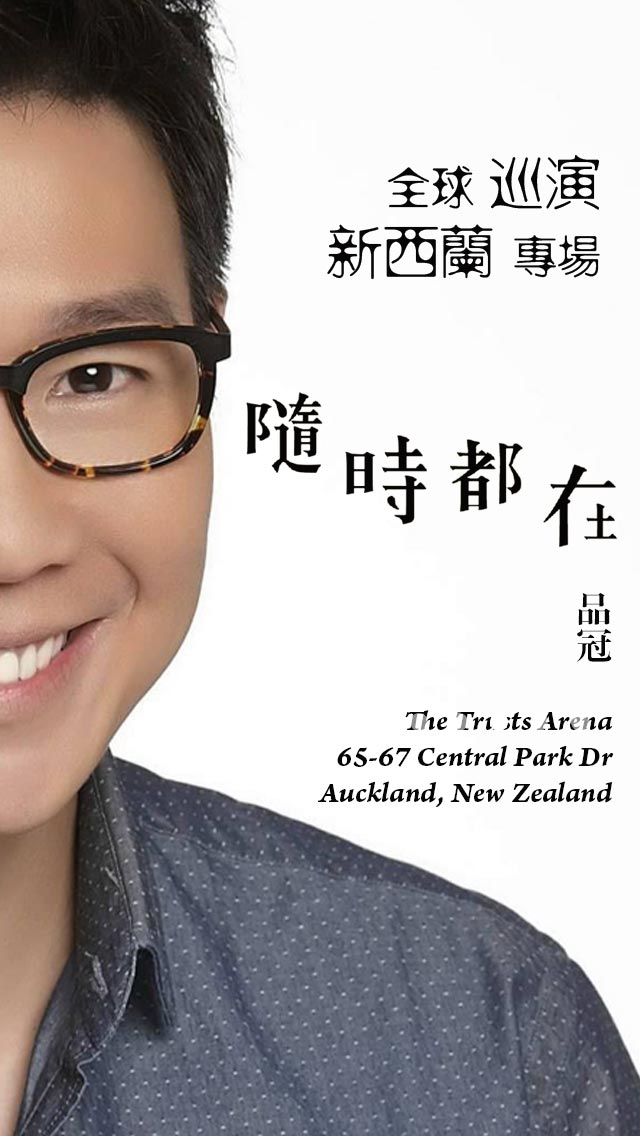 全球 巡演
新西蘭 專場
隨時都在
品冠
The Trusts Arena
65-67 Central Park Dr
Auckland, New Zealand